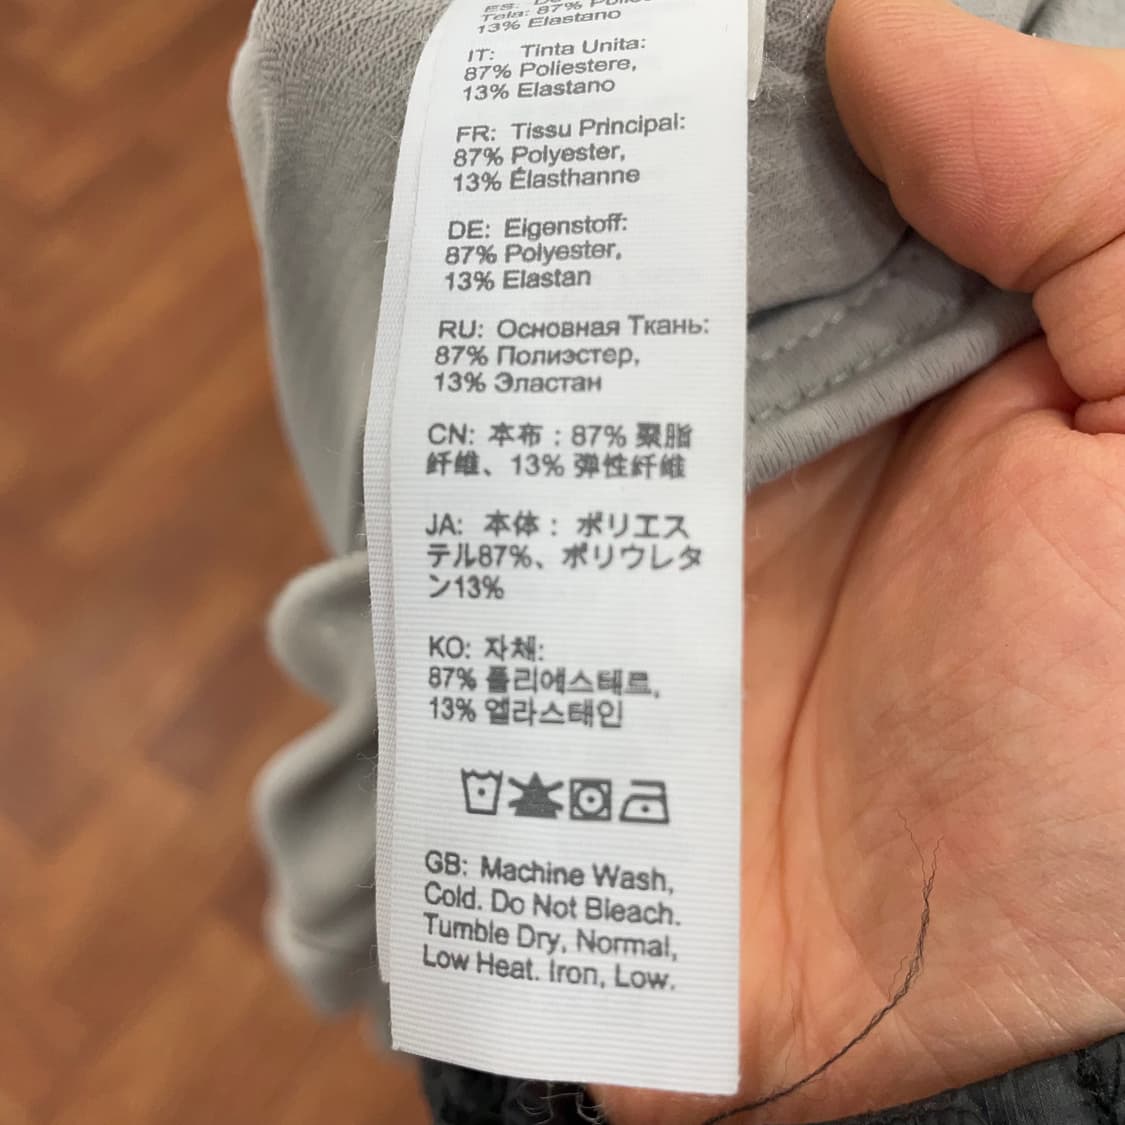 Tela: 87%
13% Elastano
IT: Tinta Unita:
87% Poliestere,
13% Elastano
FR: Tissu Principal:
87% Polyester,
13% Élasthanne
DE: Eigenstoff:
87% Polyester,
13% Elastan
RU: Основная Ткань:
87% Полиэстер,
13% Эластан
CN: 本布：87% 聚脂
纤维、13% 弹性纤维
JA: 本体： ポリエス
テル87%、ポリウレタ
ン13%
KO: 자체:
87% 폴리에스테르,
13% 엘라스태인
GB: Machine Wash,
Cold. Do Not Bleach.
Tumble Dry, Normal,
Low Heat. Iron, Low.